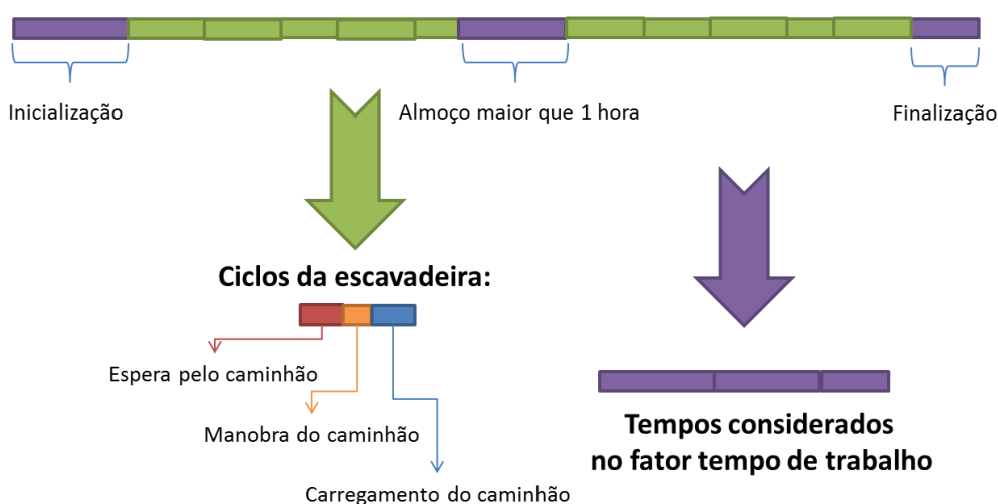 Inicialização
Almoço maior que 1 hora
Finalização
Ciclos da escavadeira:
Espera pelo caminhão
Manobra do caminhão
Carregamento do caminhão
Tempos considerados
no fator tempo de trabalho